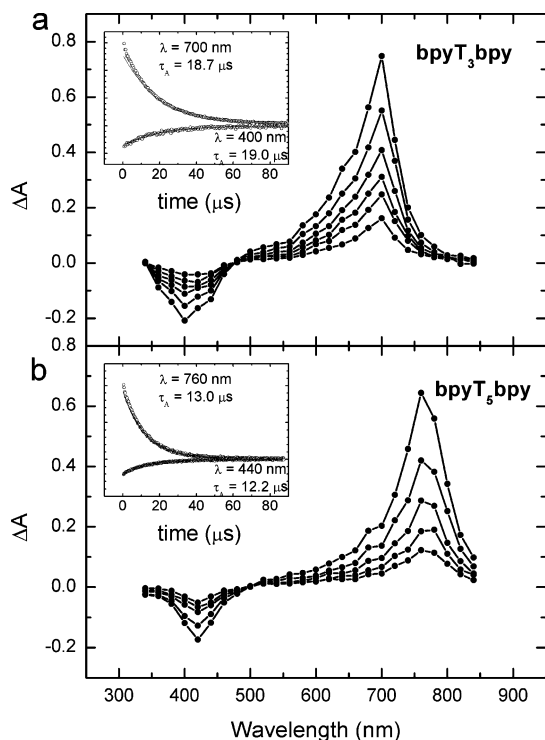 a
bpyT3bpy
λ = 700 nm
τA = 18.7 μs
λ = 400 nm
τA = 19.0 μs
0 20 40 60 80
time (μs)
0.8
0.6
0.4
0.2
0.0
-0.2
ΔA
b
bpyT5bpy
λ = 760 nm
τA = 13.0 μs
λ = 440 nm
τA = 12.2 μs
0 20 40 60 80
time (μs)
0.8
0.6
0.4
0.2
0.0
-0.2
ΔA
300 400 500 600 700 800 900
Wavelength (nm)